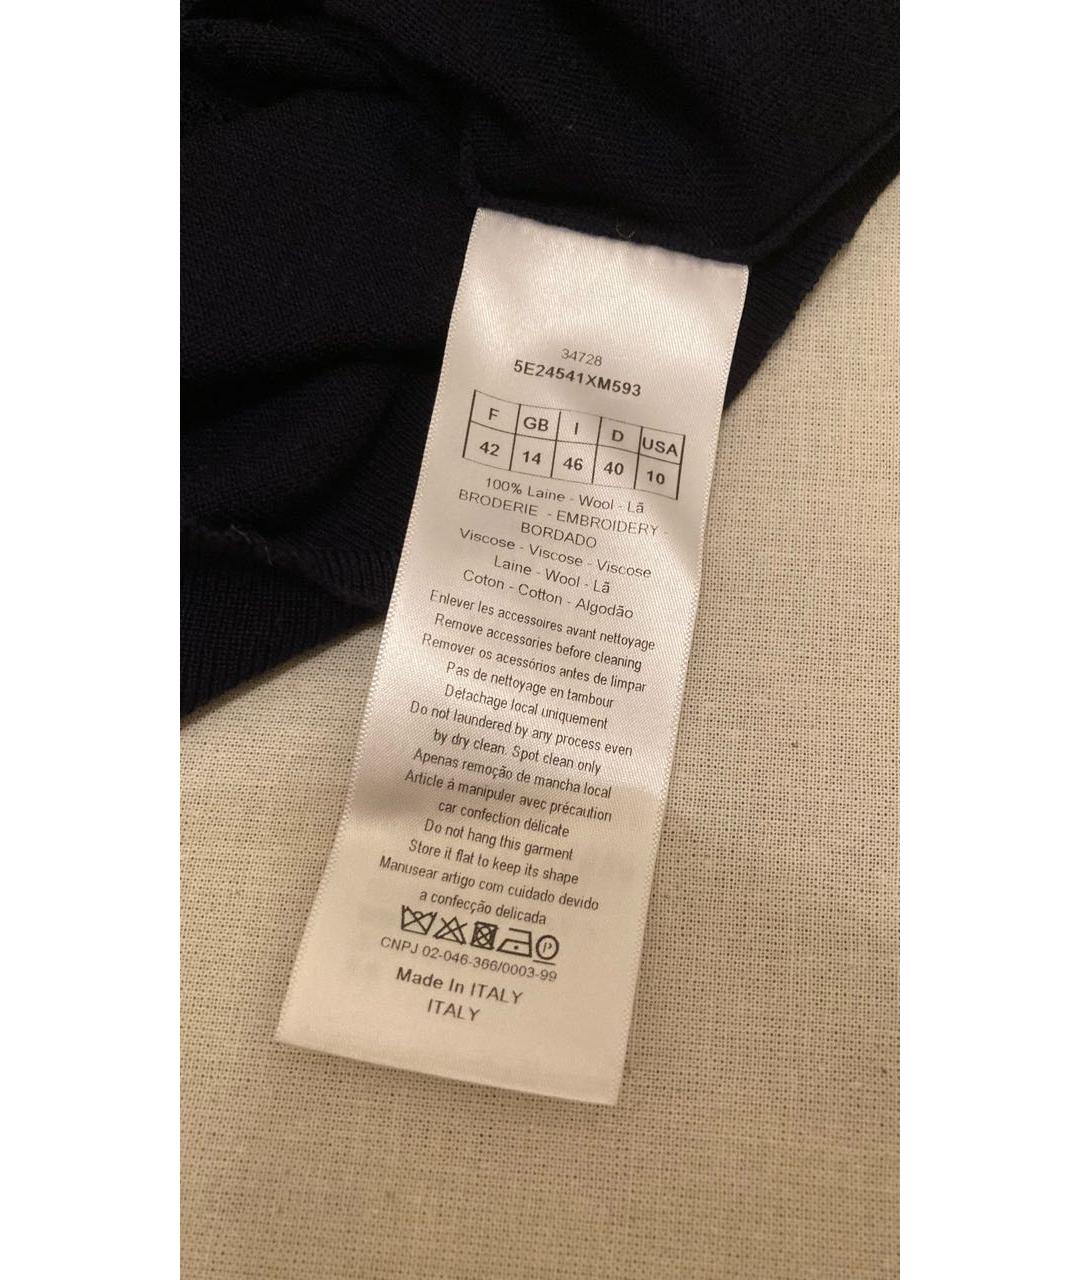 34728
5E24541XM593
F GB I D USA
42 14 46 40 10
100% Laine - Wool - Lã
BRODERIE - EMBROIDERY -
BORDADO
Viscose - Viscose - Viscose
Laine - Wool - Lã
Coton - Cotton - Algodão
Enlever les accessoires avant nettoyage
Remove accessories before cleaning
Remover os acessórios antes de limpar
Pas de nettoyage en tambour
Détachage local uniquement
Do not laundered by any process even
by dry clean. Spot clean only
Apenas remoção de mancha local
Article à manipuler avec précaution
car confection délicate
Do not hang this garment
Store it flat to keep its shape
Manusear artigo com cuidado devido
a confecção delicada
P
CNPJ 02-046-366/0003-99
Made In ITALY
ITALY